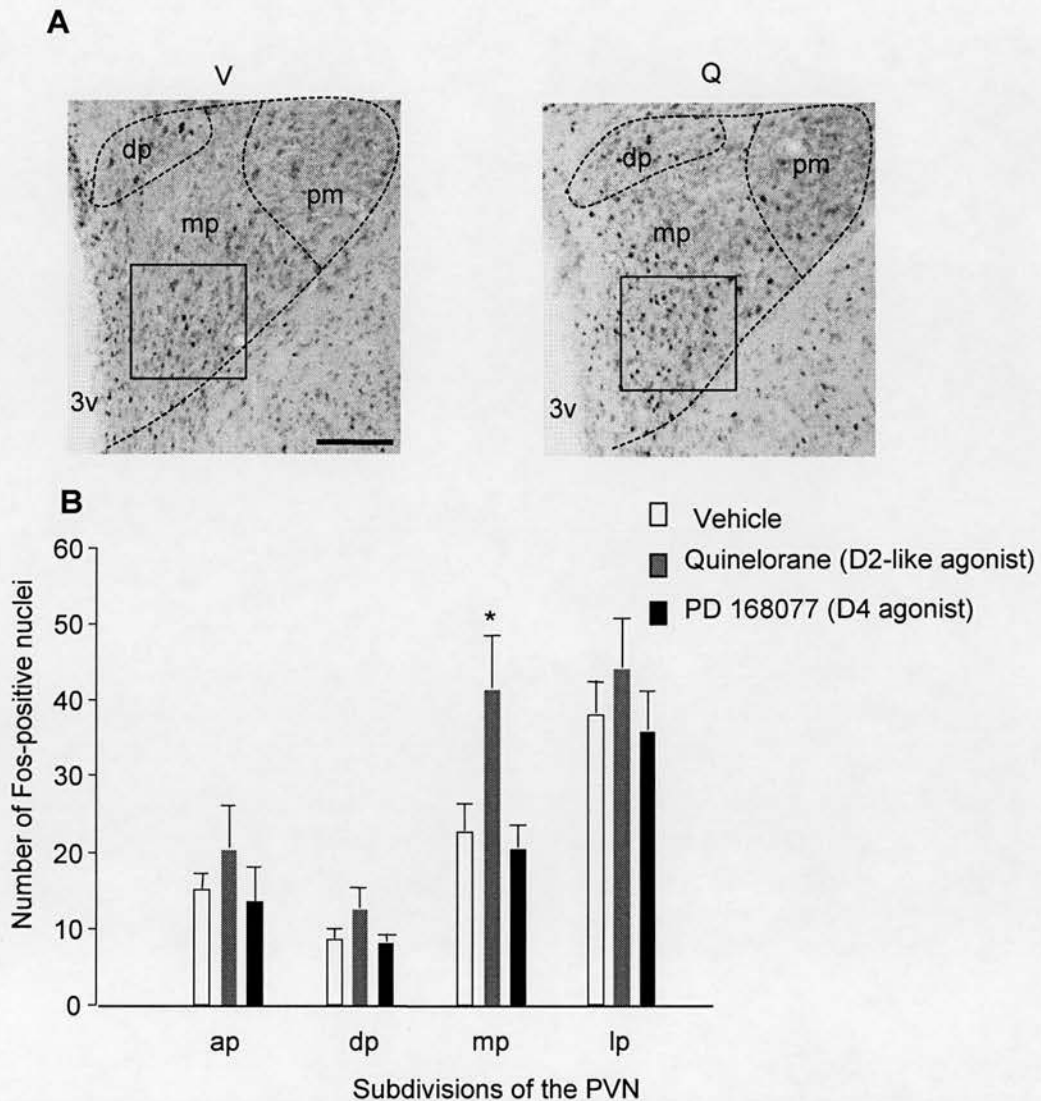 A
V
Q
dp
pm
mp
3v
dp
pm
mp
3v
B
Vehicle
Quinelorane (D2-like agonist)
PD 168077 (D4 agonist)
Number of Fos-positive nuclei
60
50
40
30
20
10
0
*
ap
dp
mp
lp
Subdivisions of the PVN